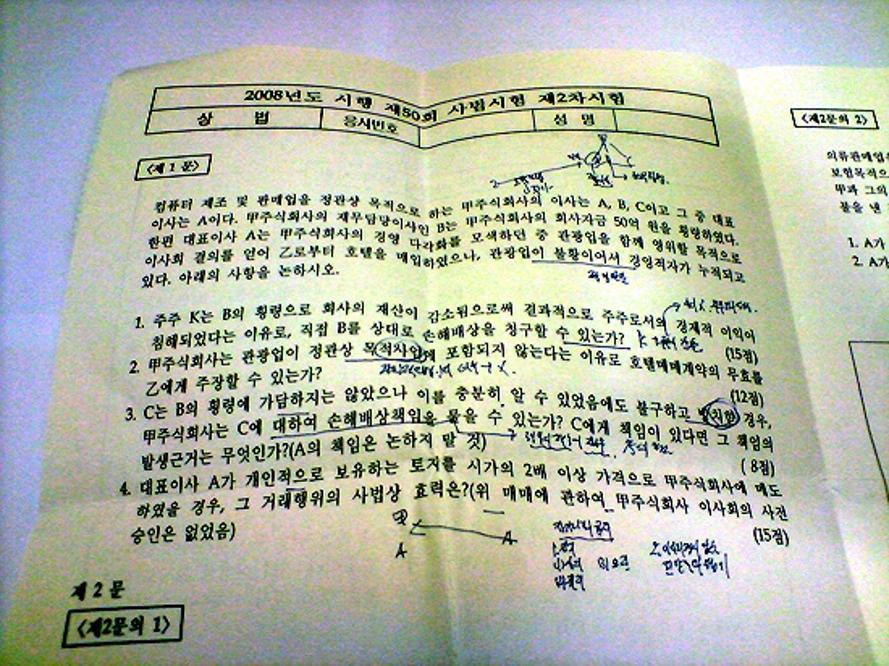 2008년도 시행 제50회 사법시험 제2차시험
상 법 응시번호 성 명
<제 1 문>
컴퓨터 제조 및 판매업을 정관상 목적으로 하는 甲주식회사의 이사는 A, B, C이고 그 중 대표
이사는 A이다. 甲주식회사의 재무담당이사인 B는 甲주식회사의 회사자금 50억 원을 횡령하였다.
한편 대표이사 A는 甲주식회사의 경영 다각화를 모색하던 중 관광업을 함께 영위할 목적으로
이사회 결의를 얻어 乙로부터 호텔을 매입하였으나, 관광업이 불황이어서 경영적자가 누적되고
있다. 아래의 사항을 논하시오.
1. 주주 K는 B의 횡령으로 회사의 재산이 감소됨으로써 결과적으로 주주로서의 경제적 이익이
침해되었다는 이유로, 직접 B를 상대로 손해배상을 청구할 수 있는가?
(15점)
2. 甲주식회사는 관광업이 정관상 목적사업에 포함되지 않는다는 이유로 호텔매매계약의 무효를
乙에게 주장할 수 있는가?
(12점)
3. C는 B의 횡령에 가담하지는 않았으나 이를 충분히 알 수 있었음에도 불구하고 방치한 경우,
甲주식회사는 C에 대하여 손해배상책임을 물을 수 있는가? C에게 책임이 있다면 그 책임의
발생근거는 무엇인가?(A의 책임은 논하지 말 것)
( 8점)
4. 대표이사 A가 개인적으로 보유하는 토지를 시가의 2배 이상 가격으로 甲주식회사에 매도
하였을 경우, 그 거래행위의 사법상 효력은?(위 매매에 관하여 甲주식회사 이사회의 사전
승인은 없었음)
(15점)
A
A
제 2 문
<제2문의 1>
<제2문의 2>
의류판매업
보험목적으
甲과 그의
불을 낸
1. A가
2. A가